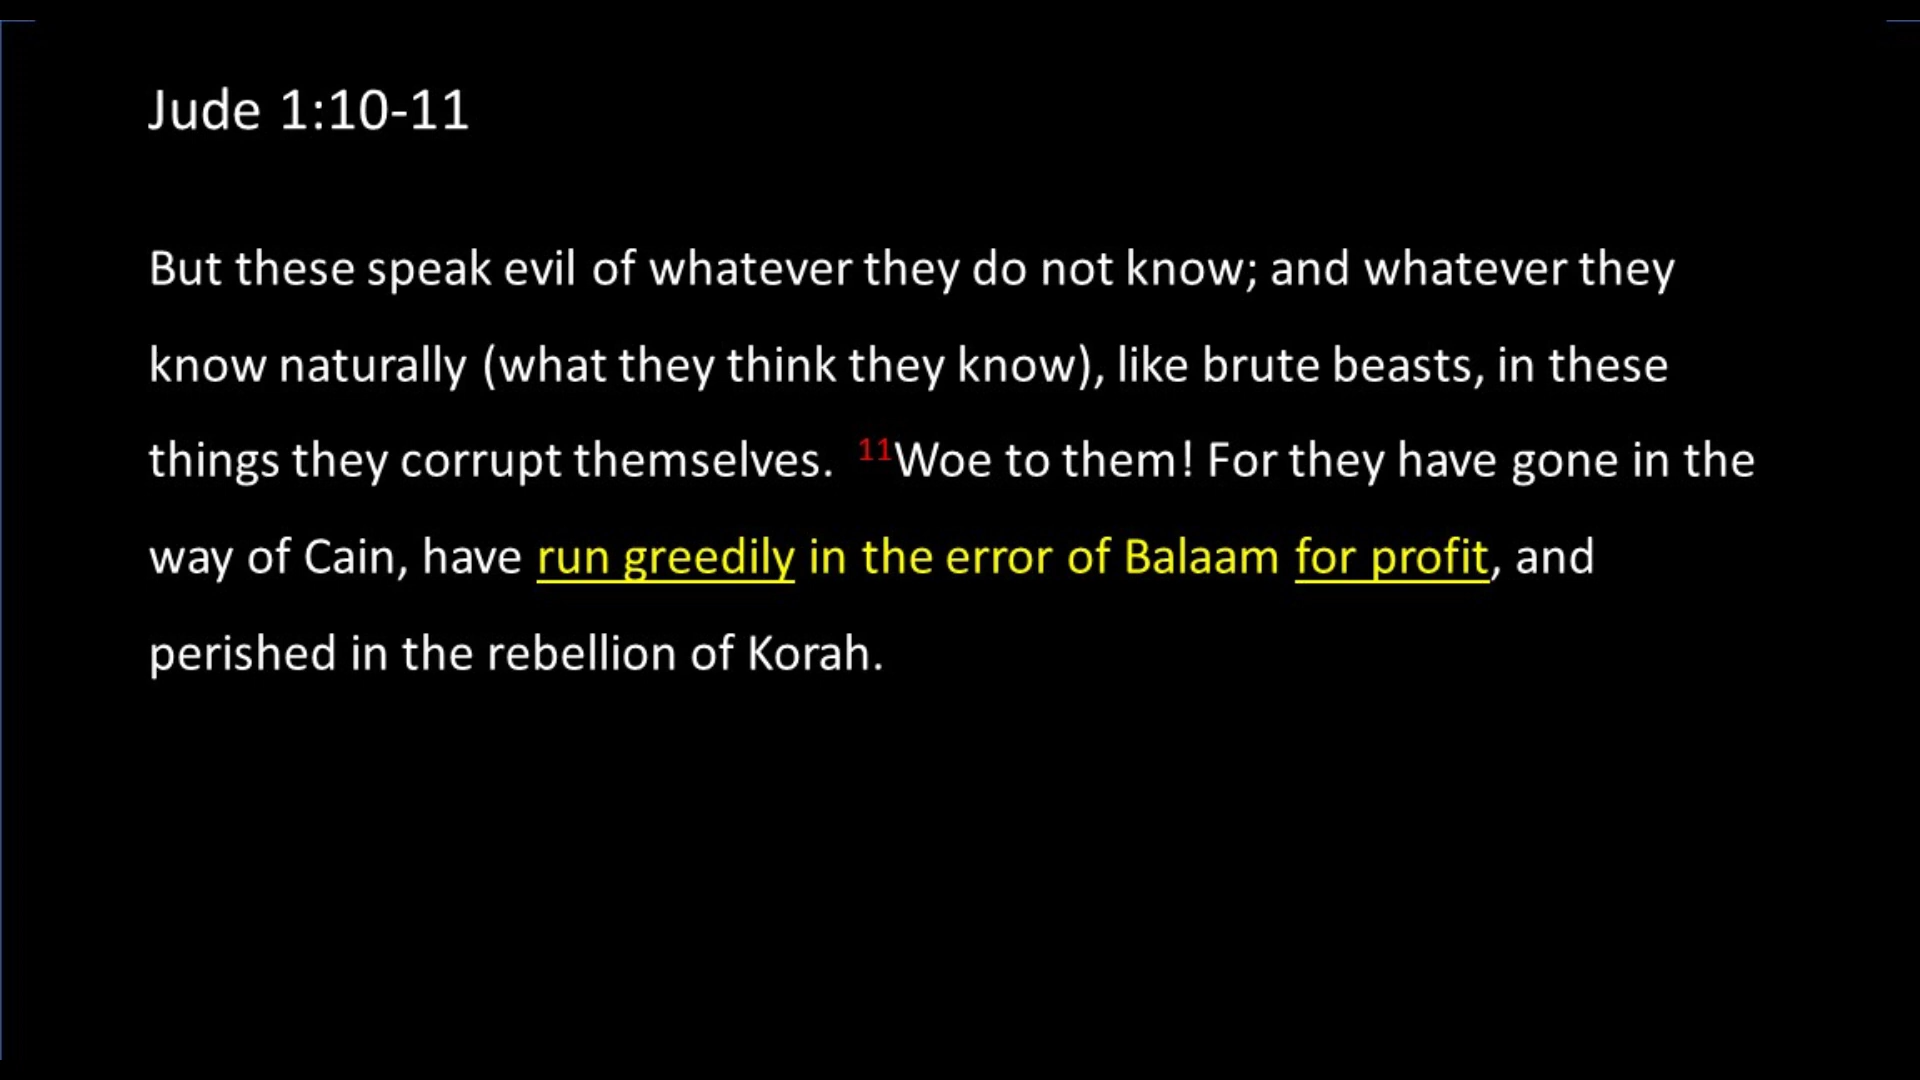 Jude 1:10-11
But these speak evil of whatever they do not know; and whatever they
know naturally (what they think they know), like brute beasts, in these
things they corrupt themselves. 11Woe to them! For they have gone in the
way of Cain, have run greedily in the error of Balaam for profit, and
perished in the rebellion of Korah.